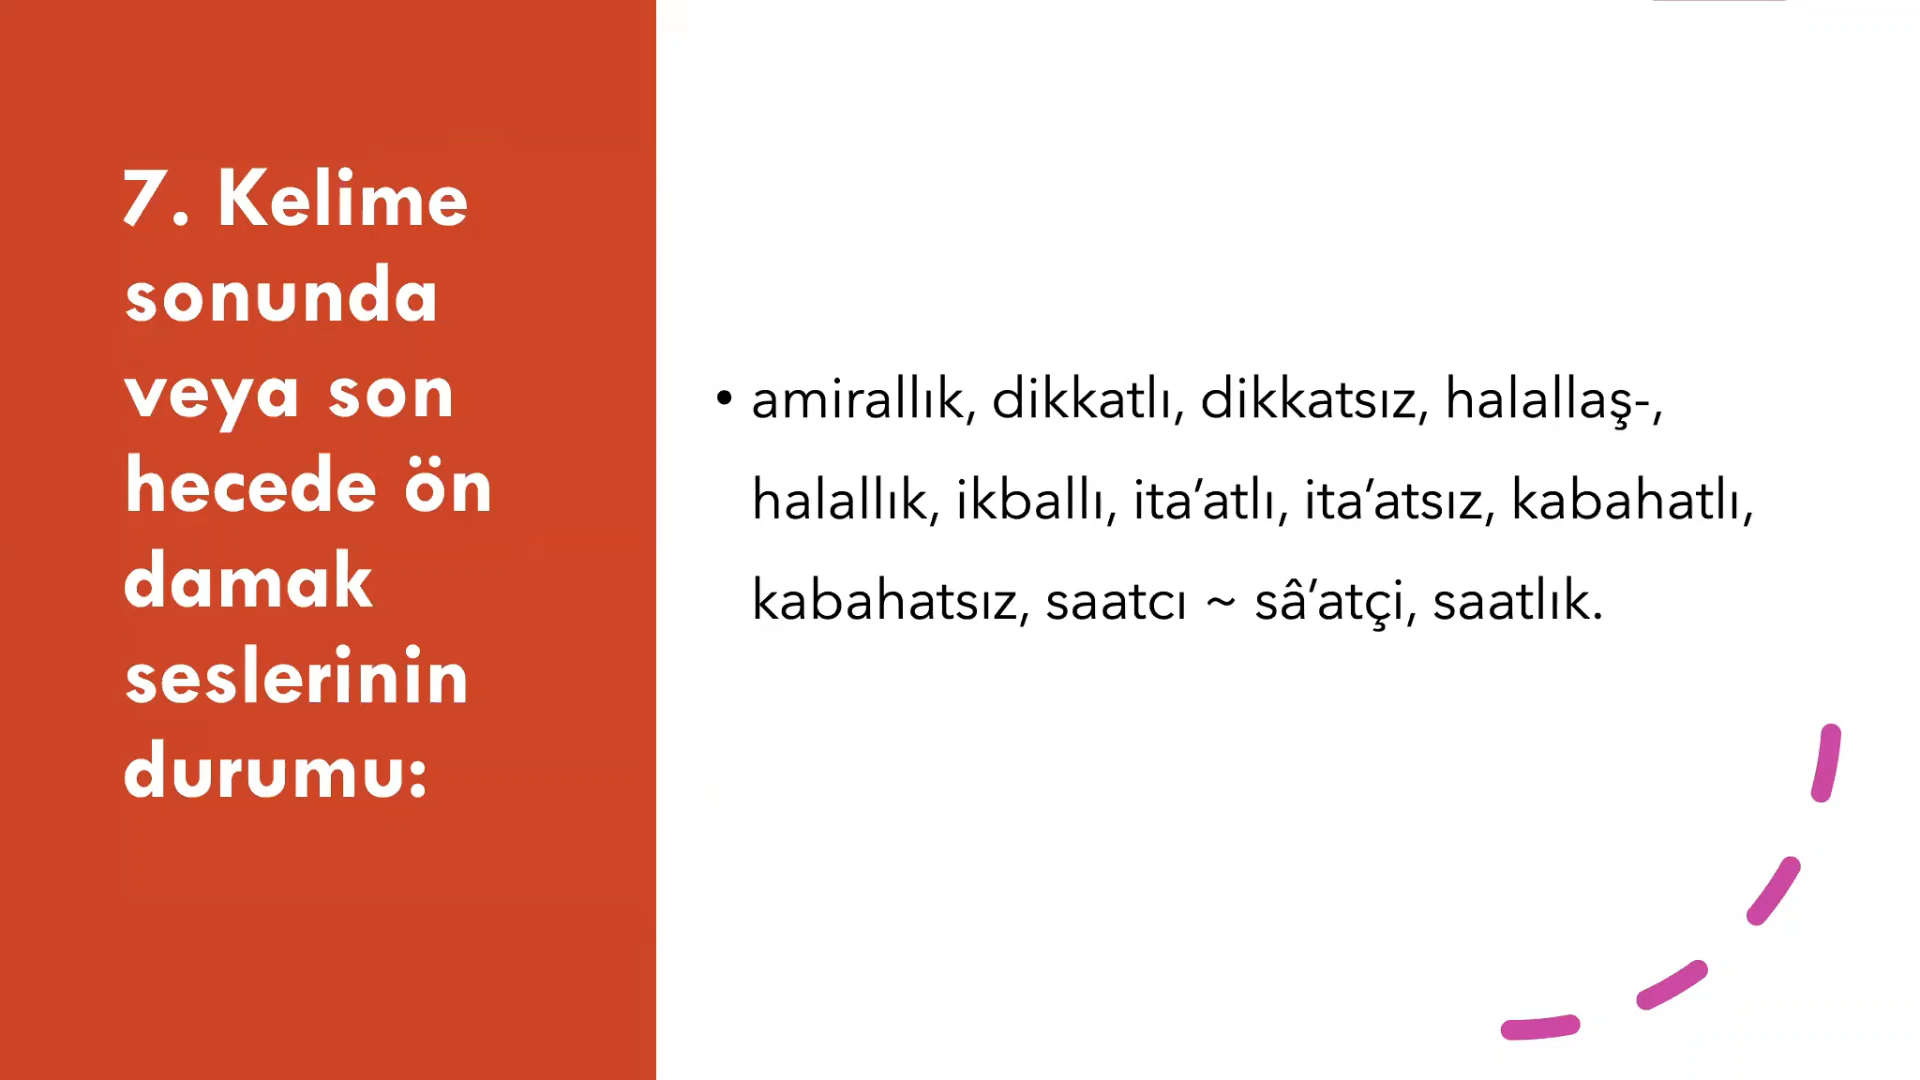 7. Kelime
sonunda
veya son
hecede ön
damak
seslerinin
durumu:
• amirallık, dikkatlı, dikkatsız, halallaş-,
halallık, ikballı, ita’atlı, ita’atsız, kabahatlı,
kabahatsız, saatcı ~ sâ’atçi, saatlık.